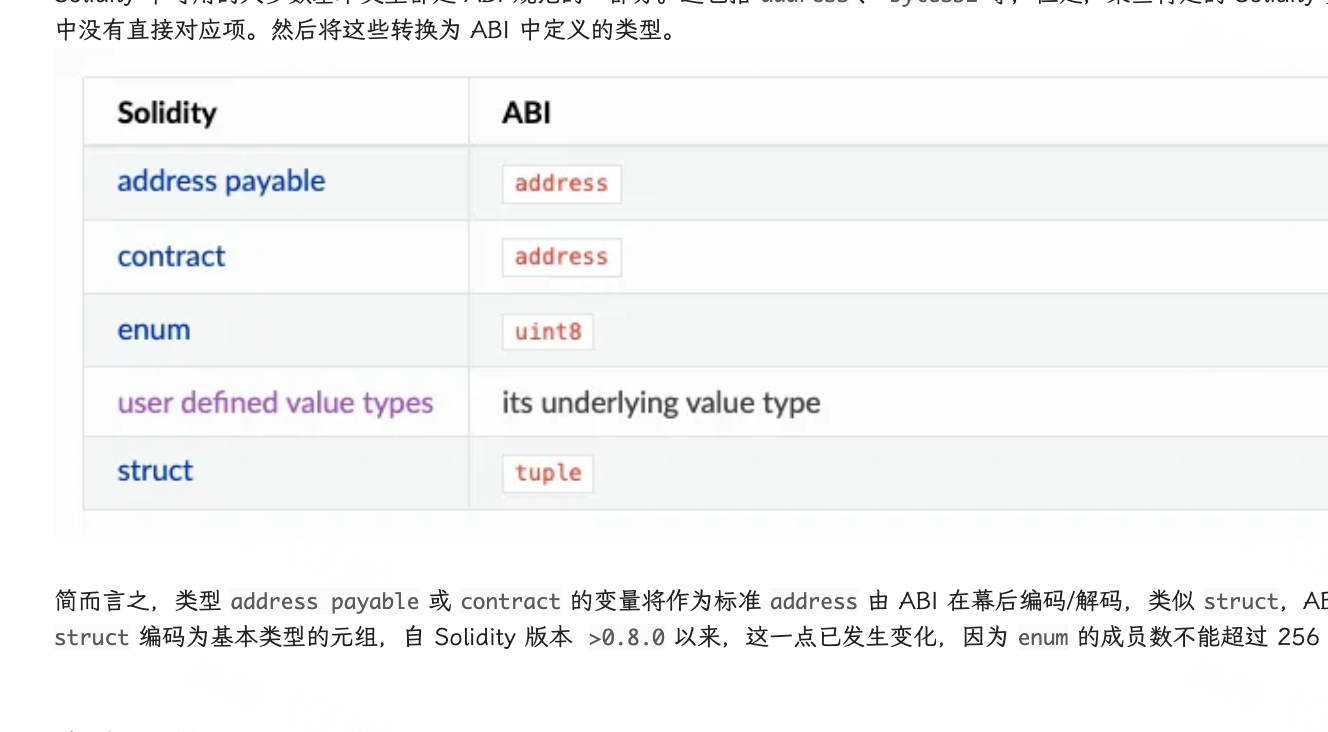 中没有直接对应项。然后将这些转换为 ABI 中定义的类型。
Solidity ABI
address payable address
contract address
enum uint8
user defined value types its underlying value type
struct tuple
简而言之，类型 address payable 或 contract 的变量将作为标准 address 由 ABI 在幕后编码/解码，类似 struct，AB
struct 编码为基本类型的元组，自 Solidity 版本 >0.8.0 以来，这一点已发生变化，因为 enum 的成员数不能超过 256